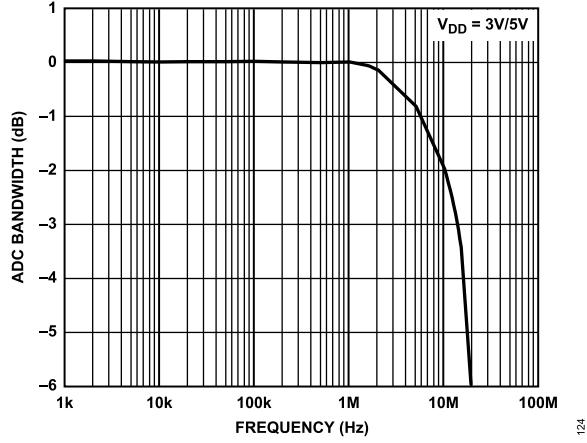 1
0
–1
–2
–3
–4
–5
–6
ADC BANDWIDTH (dB)
V_DD = 3V/5V
1k
10k
100k
1M
10M
100M
FREQUENCY (Hz)
124